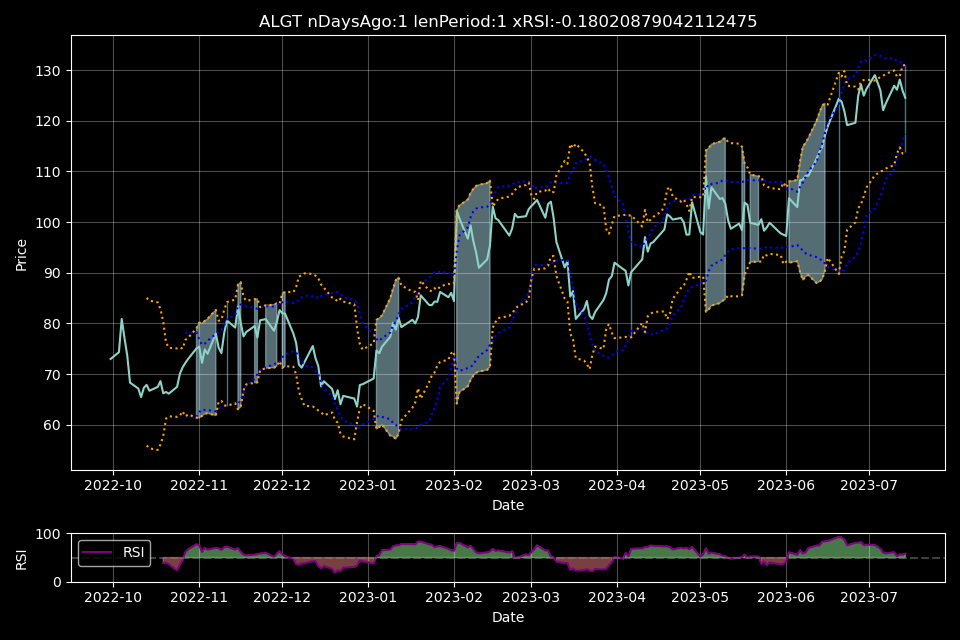 ALGT nDaysAgo:1 lenPeriod:1 xRSI:-0.18020879042112475
Price
130
120
110
100
90
80
70
60
2022-10 2022-11 2022-12 2023-01 2023-02 2023-03 2023-04 2023-05 2023-06 2023-07
Date
RSI
100
0
RSI
2022-10 2022-11 2022-12 2023-01 2023-02 2023-03 2023-04 2023-05 2023-06 2023-07
Date